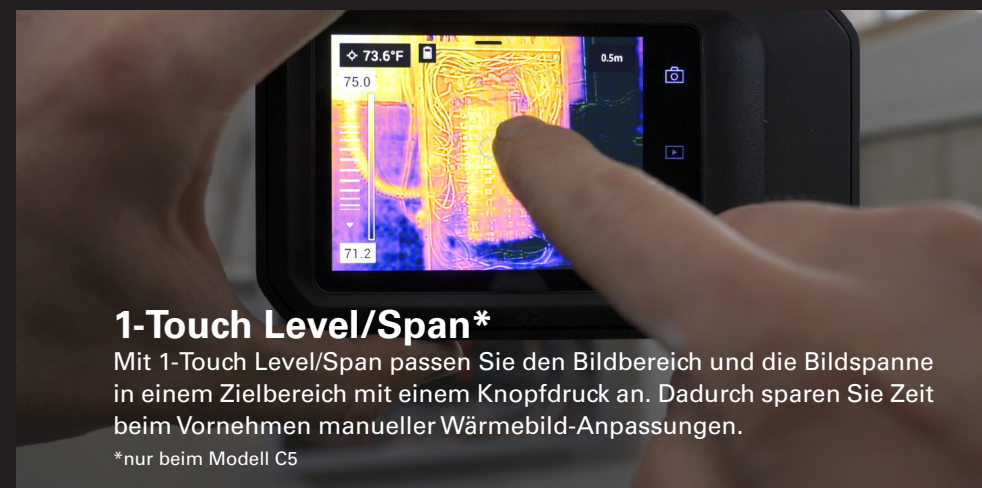 73.6°F
0.5m
75.0
71.2
1-Touch Level/Span*
Mit 1-Touch Level/Span passen Sie den Bildbereich und die Bildspanne
in einem Zielbereich mit einem Knopfdruck an. Dadurch sparen Sie Zeit
beim Vornehmen manueller Wärmebild-Anpassungen.
*nur beim Modell C5